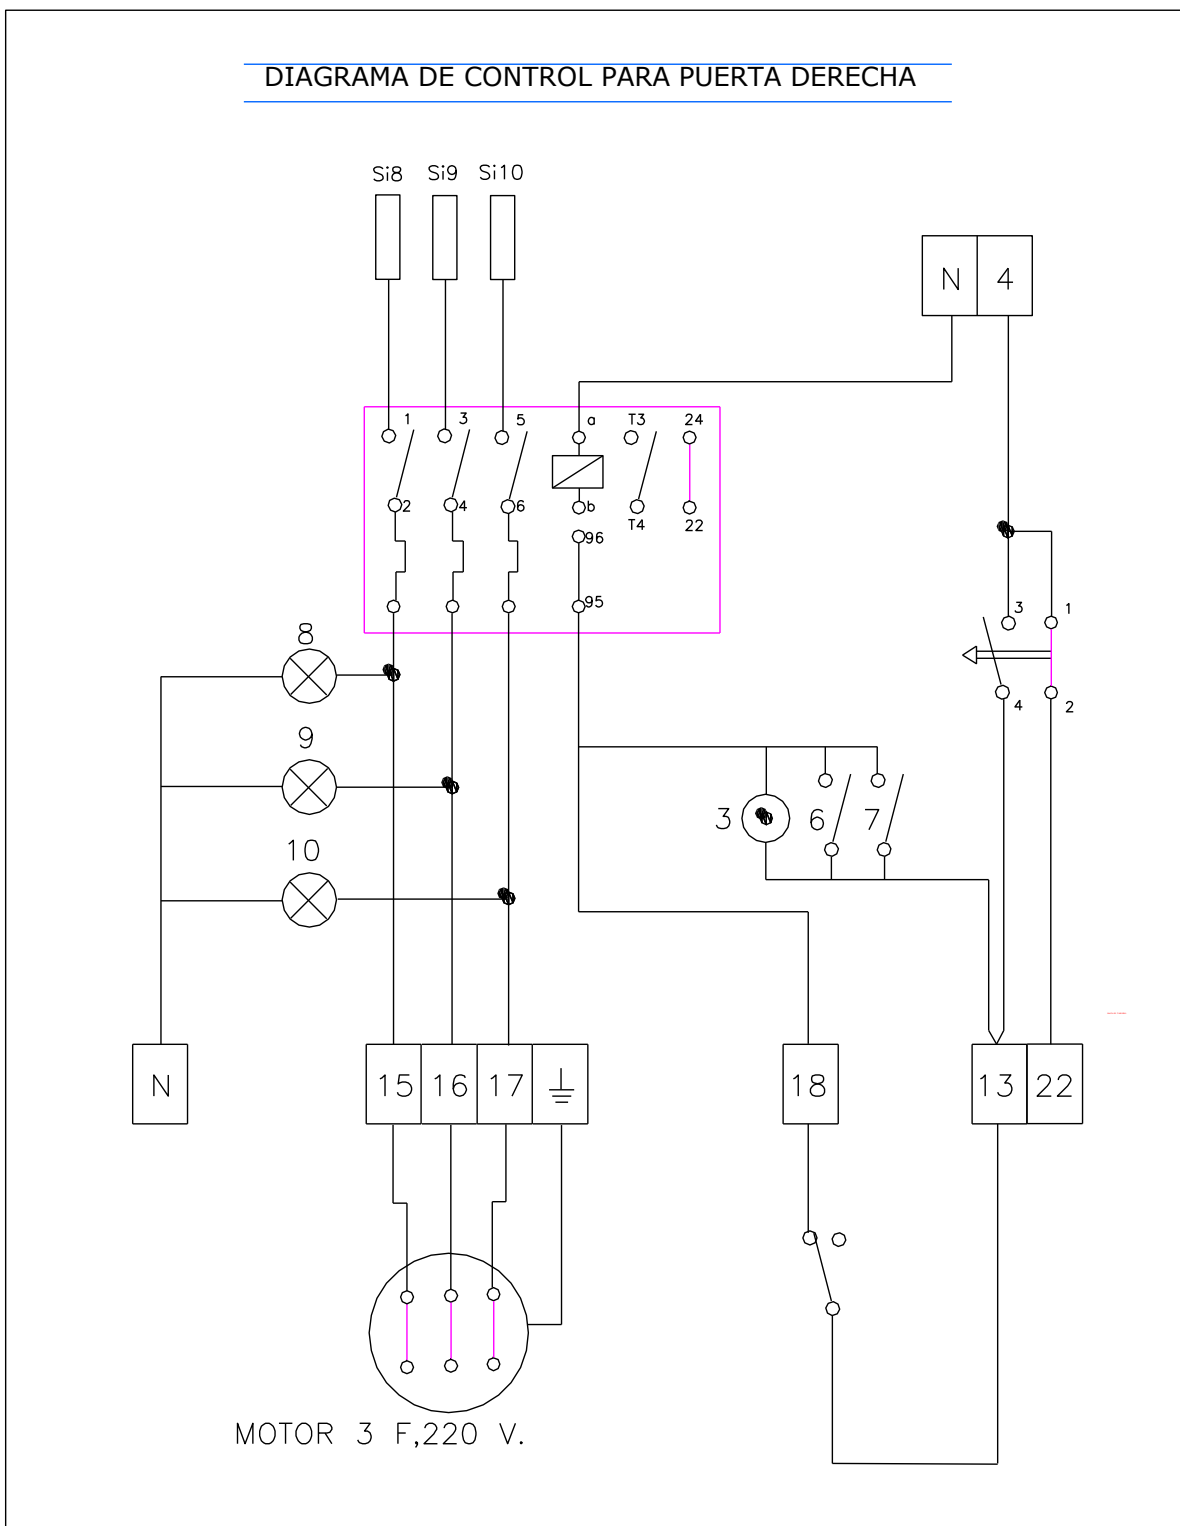 DIAGRAMA DE CONTROL PARA PUERTA DERECHA
Si8 Si9 Si10
N 4
1 3 5 a T3 24
2 4 6 b T4 22
96
95
3 1
4 2
8
9
10
3 6 7
N 15 16 17 18 13 22
MOTOR 3 F,220 V.